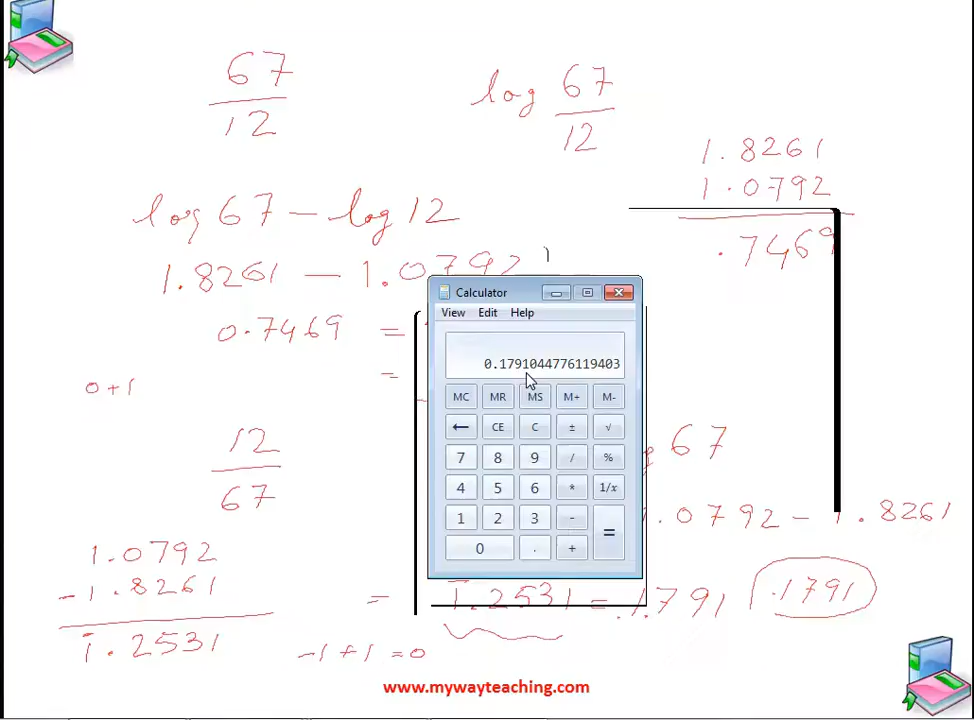 67
12
log 67
12
1.8261
1.0792
.7469
log 67 - log 12
1.8261 - 1.0792
0.7469 =
=
0+1
Calculator
View Edit Help
0.1791044776119403
MC MR MS M+ M-
← CE C ± √
7 8 9 / %
4 5 6 * 1/x
1 2 3 - =
0 . +
12
67
67
1.0792 - 1.8261
1.0792
-1.8261
1̅.2531
= 1̅.2531 = .1791 .1791
-1+1=0
www.mywayteaching.com